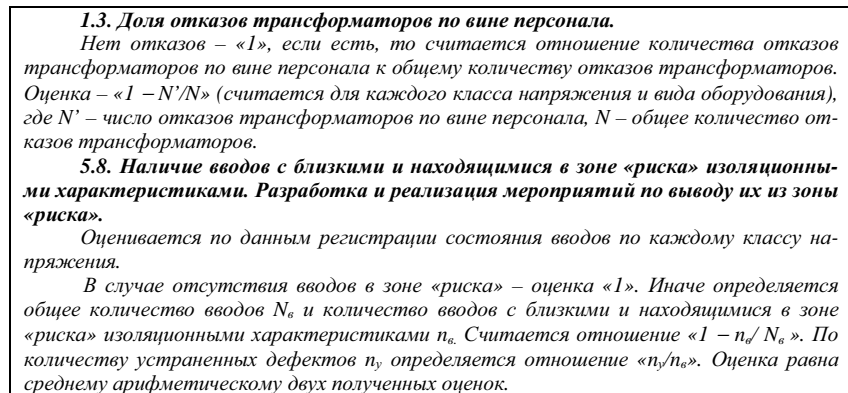 1.3. Доля отказов трансформаторов по вине персонала.
Нет отказов – «1», если есть, то считается отношение количества отказов
трансформаторов по вине персонала к общему количеству отказов трансформаторов.
Оценка – «1 – N’/N» (считается для каждого класса напряжения и вида оборудования),
где N’ – число отказов трансформаторов по вине персонала, N – общее количество от-
казов трансформаторов.
5.8. Наличие вводов с близкими и находящимися в зоне «риска» изоляционны-
ми характеристиками. Разработка и реализация мероприятий по выводу их из зоны
«риска».
Оценивается по данным регистрации состояния вводов по каждому классу на-
пряжения.
В случае отсутствия вводов в зоне «риска» – оценка «1». Иначе определяется
общее количество вводов Nв и количество вводов с близкими и находящимися в зоне
«риска» изоляционными характеристиками nв. Считается отношение «1 – nв/ Nв ». По
количеству устраненных дефектов nу определяется отношение «nу/nв». Оценка равна
среднему арифметическому двух полученных оценок.